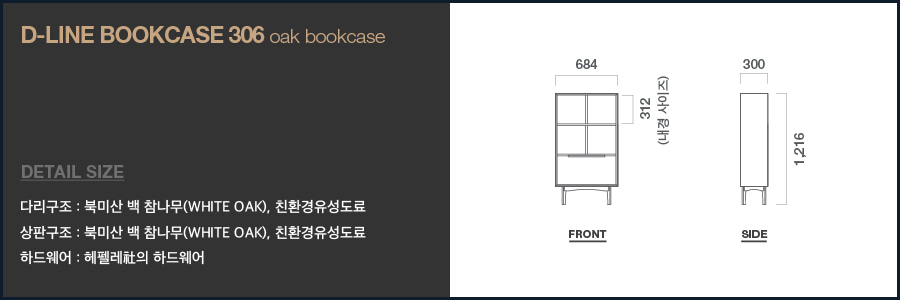 D-LINE BOOKCASE 306 oak bookcase
DETAIL SIZE
다리구조 : 북미산 백 참나무(WHITE OAK), 친환경유성도료
상판구조 : 북미산 백 참나무(WHITE OAK), 친환경유성도료
하드웨어 : 헤펠레社의 하드웨어
684
312
(내경 사이즈)
FRONT
300
1,216
SIDE